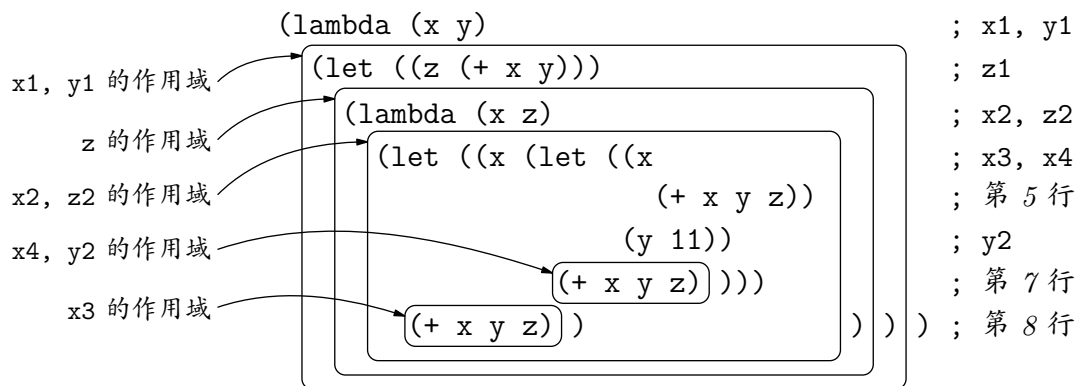 (lambda (x y) ; x1, y1
(let ((z (+ x y))) ; z1
x1, y1 的作用域
(lambda (x z) ; x2, z2
z 的作用域
(let ((x (let ((x ; x3, x4
x2, z2 的作用域
(+ x y z)) ; 第 5 行
(y 11)) ; y2
x4, y2 的作用域
(+ x y z) ))) ; 第 7 行
x3 的作用域
(+ x y z) ) ) ) ) ; 第 8 行